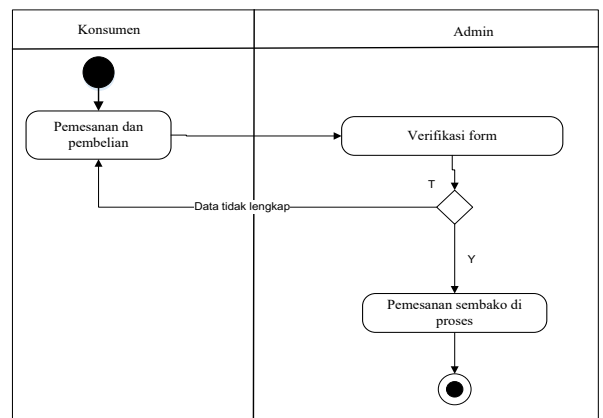 Konsumen
Admin
Pemesanan dan
pembelian
Verifikasi form
T
Data tidak lengkap
Y
Pemesanan sembako di
proses